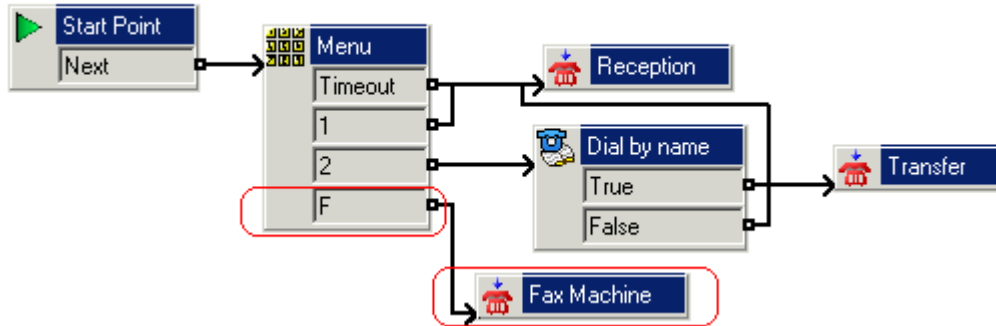 Start Point
Next
Menu
Timeout
1
2
F
Reception
Dial by name
True
False
Transfer
Fax Machine